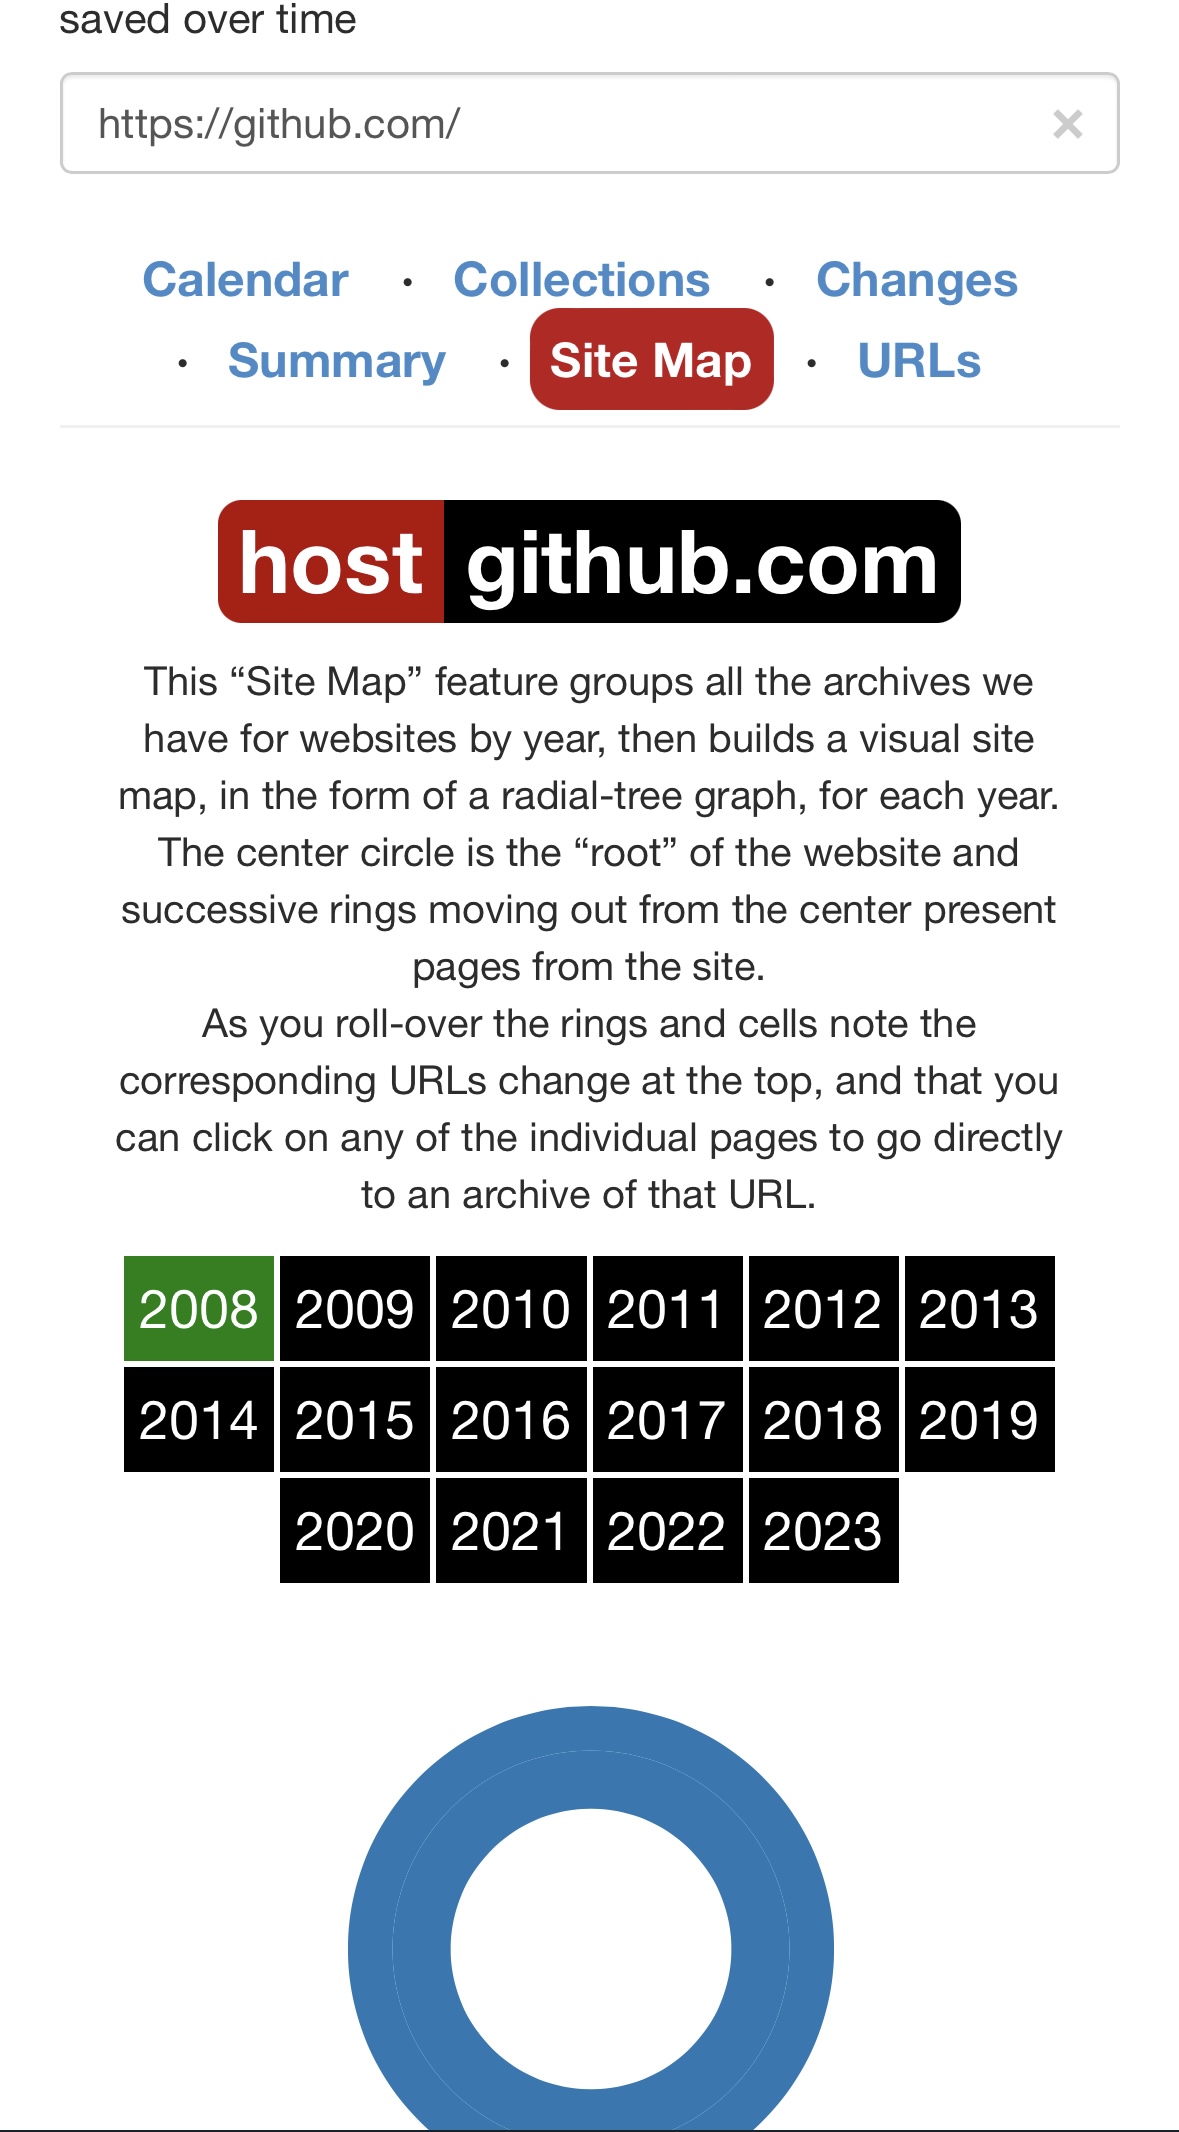 saved over time
https://github.com/ ×
Calendar • Collections • Changes
• Summary • Site Map • URLs
host github.com
This “Site Map” feature groups all the archives we
have for websites by year, then builds a visual site
map, in the form of a radial-tree graph, for each year.
The center circle is the “root” of the website and
successive rings moving out from the center present
pages from the site.
As you roll-over the rings and cells note the
corresponding URLs change at the top, and that you
can click on any of the individual pages to go directly
to an archive of that URL.
2008 2009 2010 2011 2012 2013
2014 2015 2016 2017 2018 2019
2020 2021 2022 2023